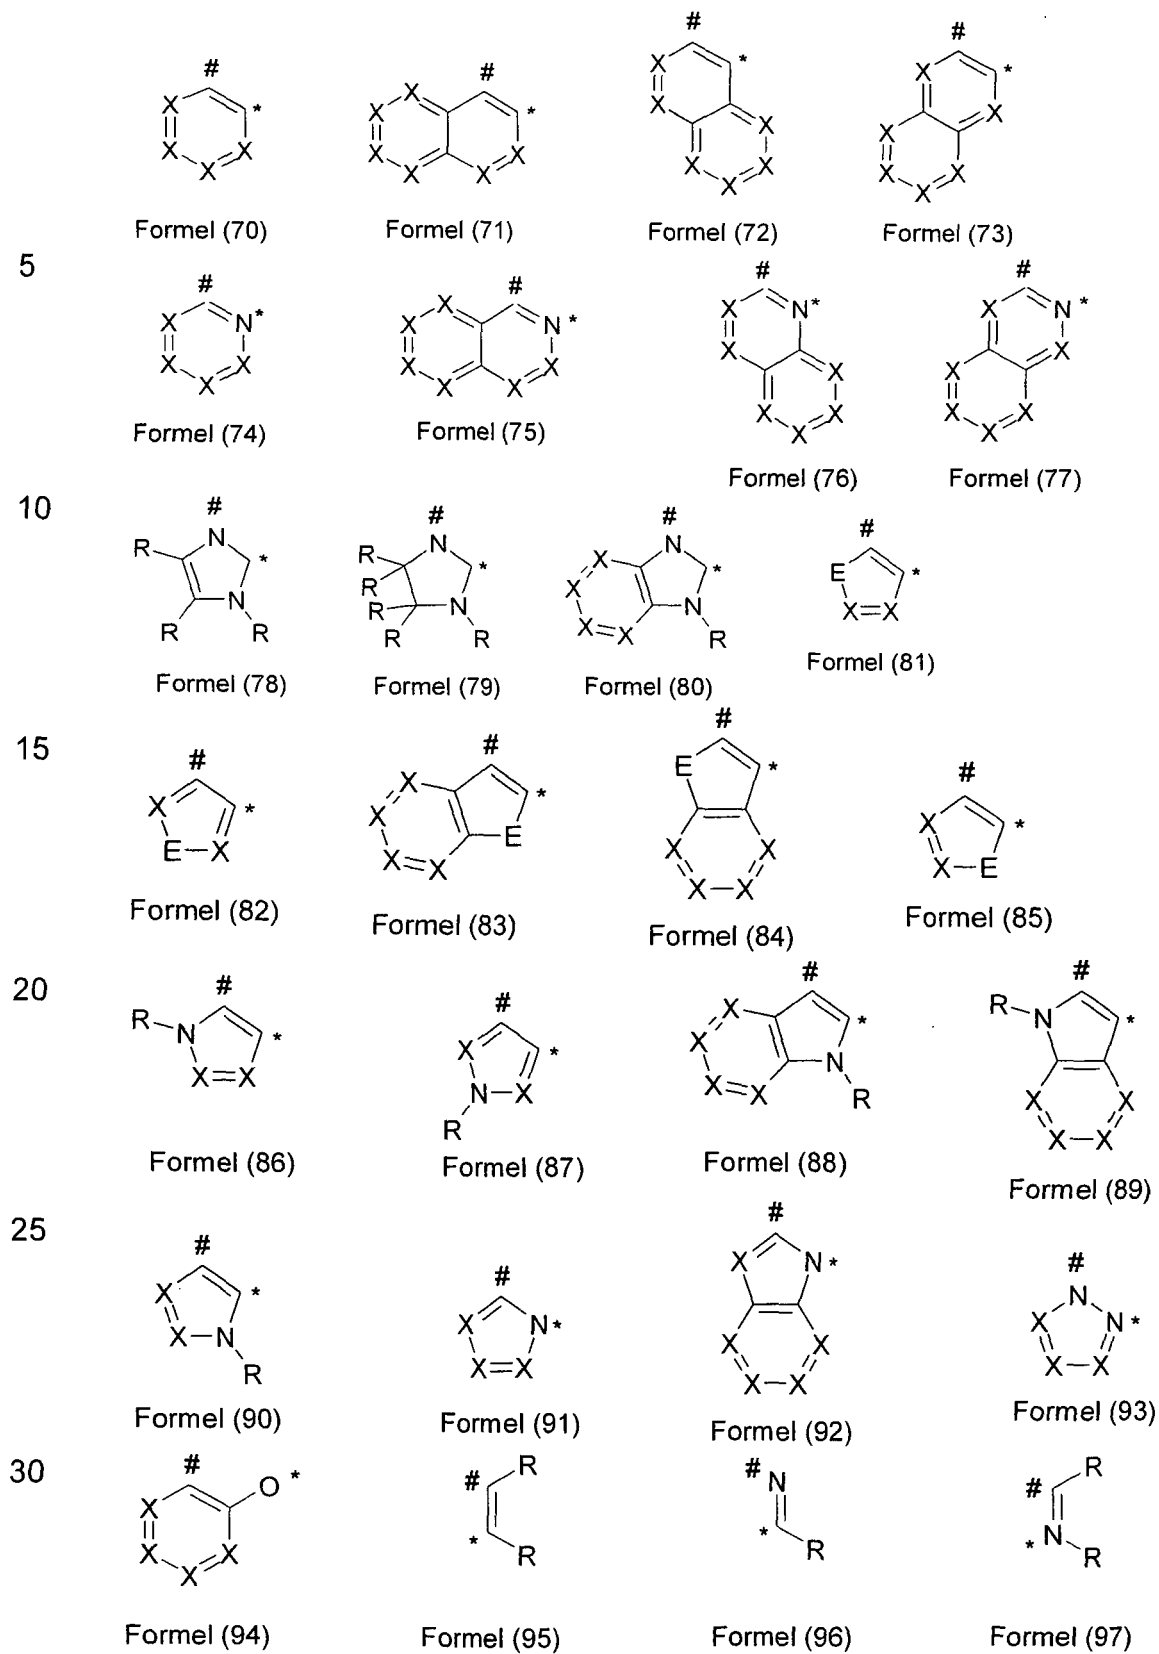 Formel (70) Formel (71) Formel (72) Formel (73)
5
Formel (74) Formel (75) Formel (76) Formel (77)
10
Formel (78) Formel (79) Formel (80) Formel (81)
15
Formel (82) Formel (83) Formel (84) Formel (85)
20
Formel (86) Formel (87) Formel (88) Formel (89)
25
Formel (90) Formel (91) Formel (92) Formel (93)
30
Formel (94) Formel (95) Formel (96) Formel (97)